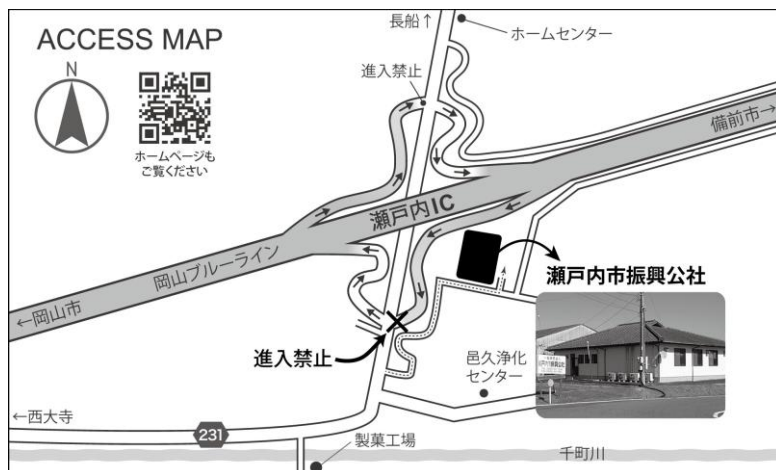 ACCESS MAP
N
ホームページも
ご覧ください
長船↑
ホームセンター
進入禁止
備前市→
瀬戸内IC
岡山ブルーライン
←岡山市
瀬戸内市振興公社
進入禁止
邑久浄化
センター
←西大寺
231
製菓工場
千町川